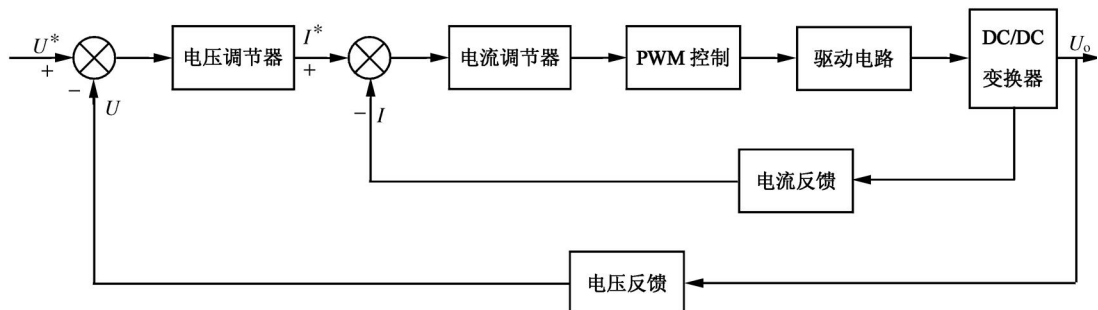 U*
+
−
U
电压调节器
I*
+
−
I
电流调节器
PWM 控制
驱动电路
DC/DC
变换器
Uo
电流反馈
电压反馈